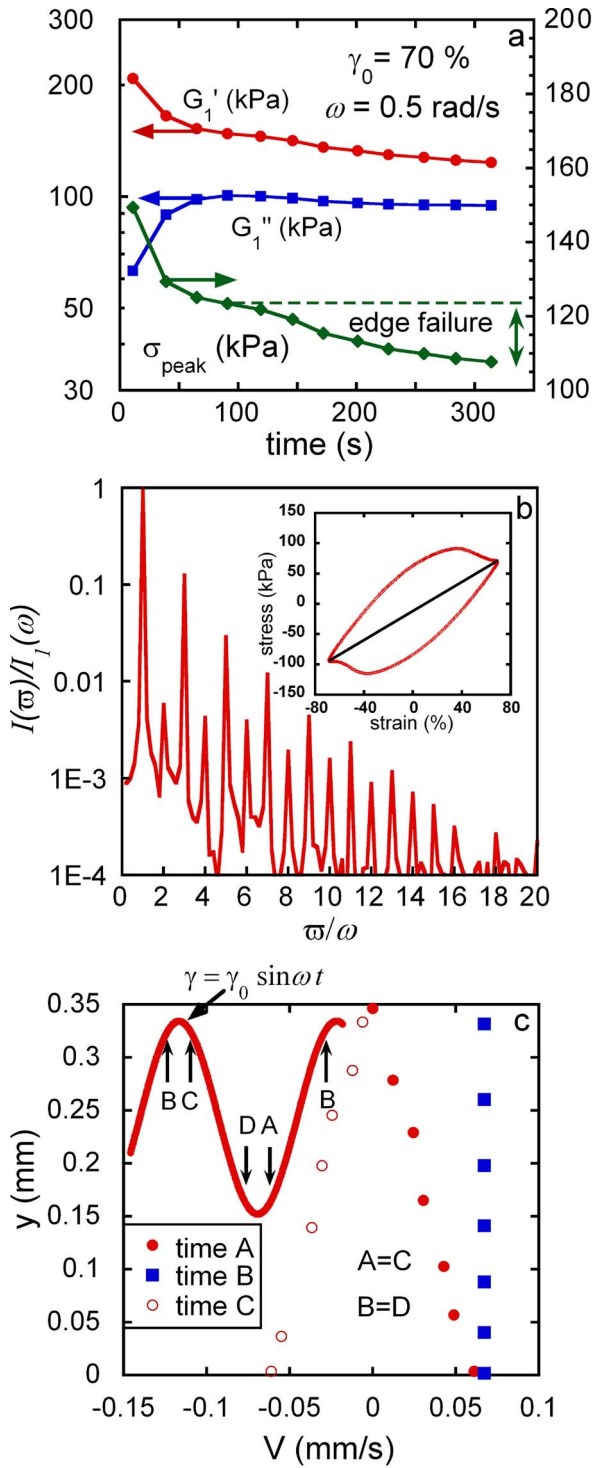 300
200
100
50
30
200
180
160
140
120
100
a
γ₀ = 70 %
ω = 0.5 rad/s
G₁' (kPa)
G₁" (kPa)
edge failure
σpeak (kPa)
0 50 100 150 200 250 300
time (s)
b
1
0.1
0.01
1E-3
1E-4
I(ϖ)/I₁(ω)
150
100
50
0
-50
-100
-150
stress (kPa)
-80 -40 0 40 80
strain (%)
0 2 4 6 8 10 12 14 16 18 20
ϖ/ω
γ = γ₀ sinω t
c
0.35
0.3
0.25
0.2
0.15
0.1
0.05
0
y (mm)
B C
B
D A
time A
time B
time C
A=C
B=D
-0.15 -0.1 -0.05 0 0.05 0.1
V (mm/s)